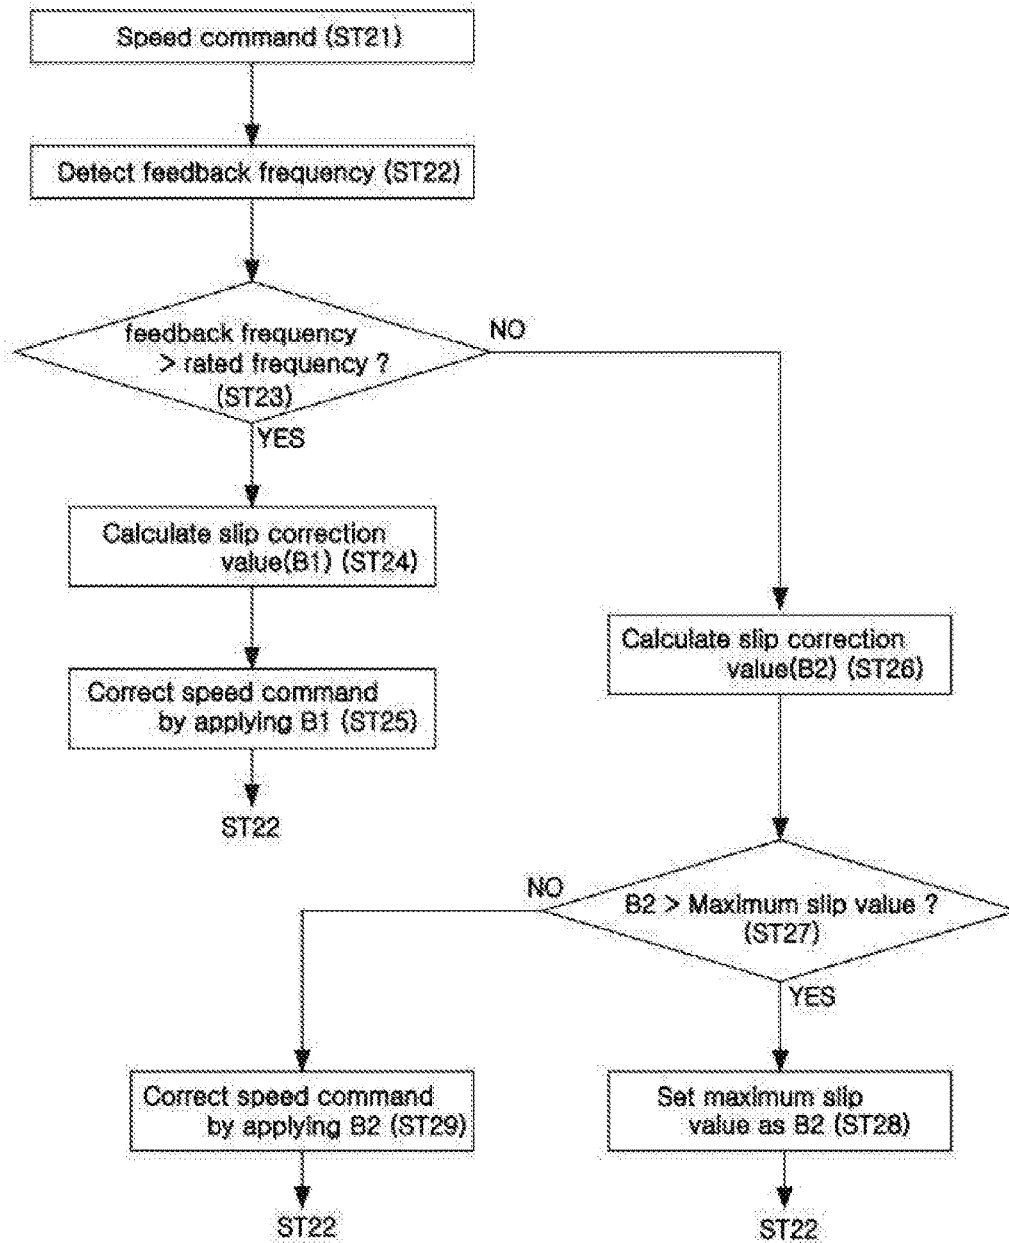 Speed command (ST21)
Detect feedback frequency (ST22)
feedback frequency
> rated frequency ?
(ST23)
NO
YES
Calculate slip correction
value(B1) (ST24)
Correct speed command
by applying B1 (ST25)
ST22
Calculate slip correction
value(B2) (ST26)
B2 > Maximum slip value ?
(ST27)
NO
YES
Correct speed command
by applying B2 (ST29)
ST22
Set maximum slip
value as B2 (ST28)
ST22